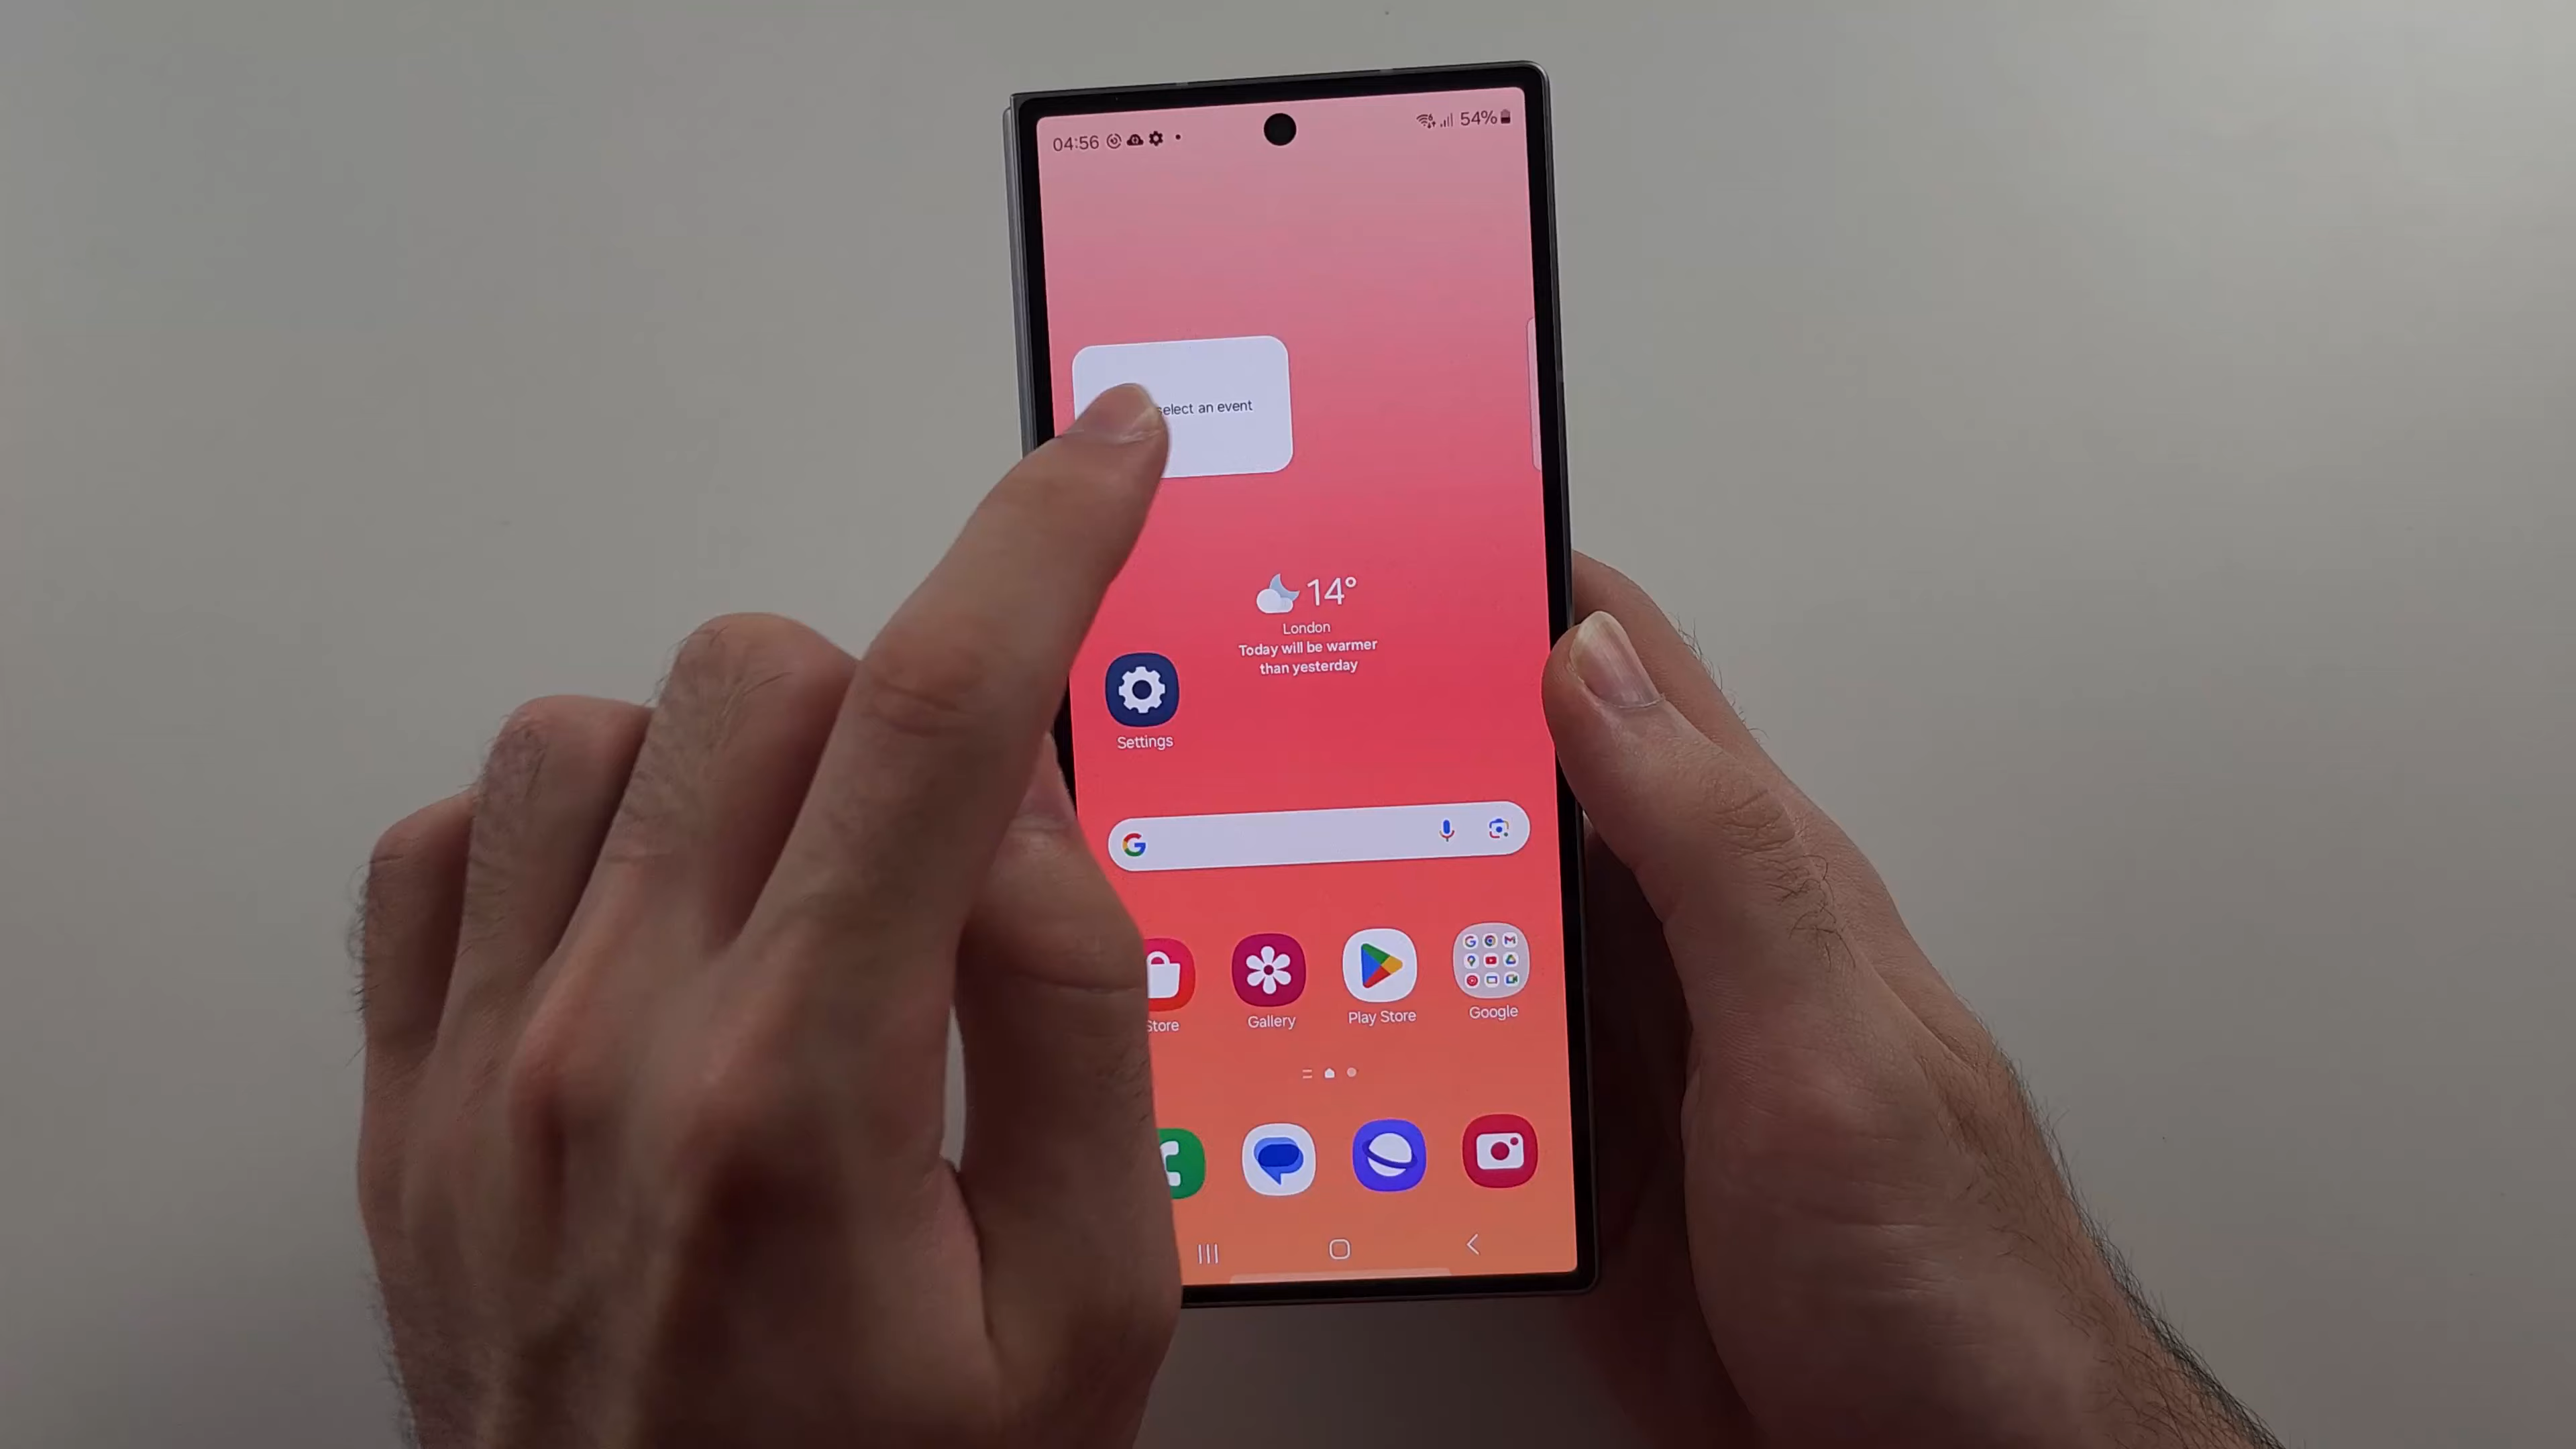 04:56
54%
select an event
14°
London
Today will be warmer
than yesterday
Settings
Store
Gallery
Play Store
Google